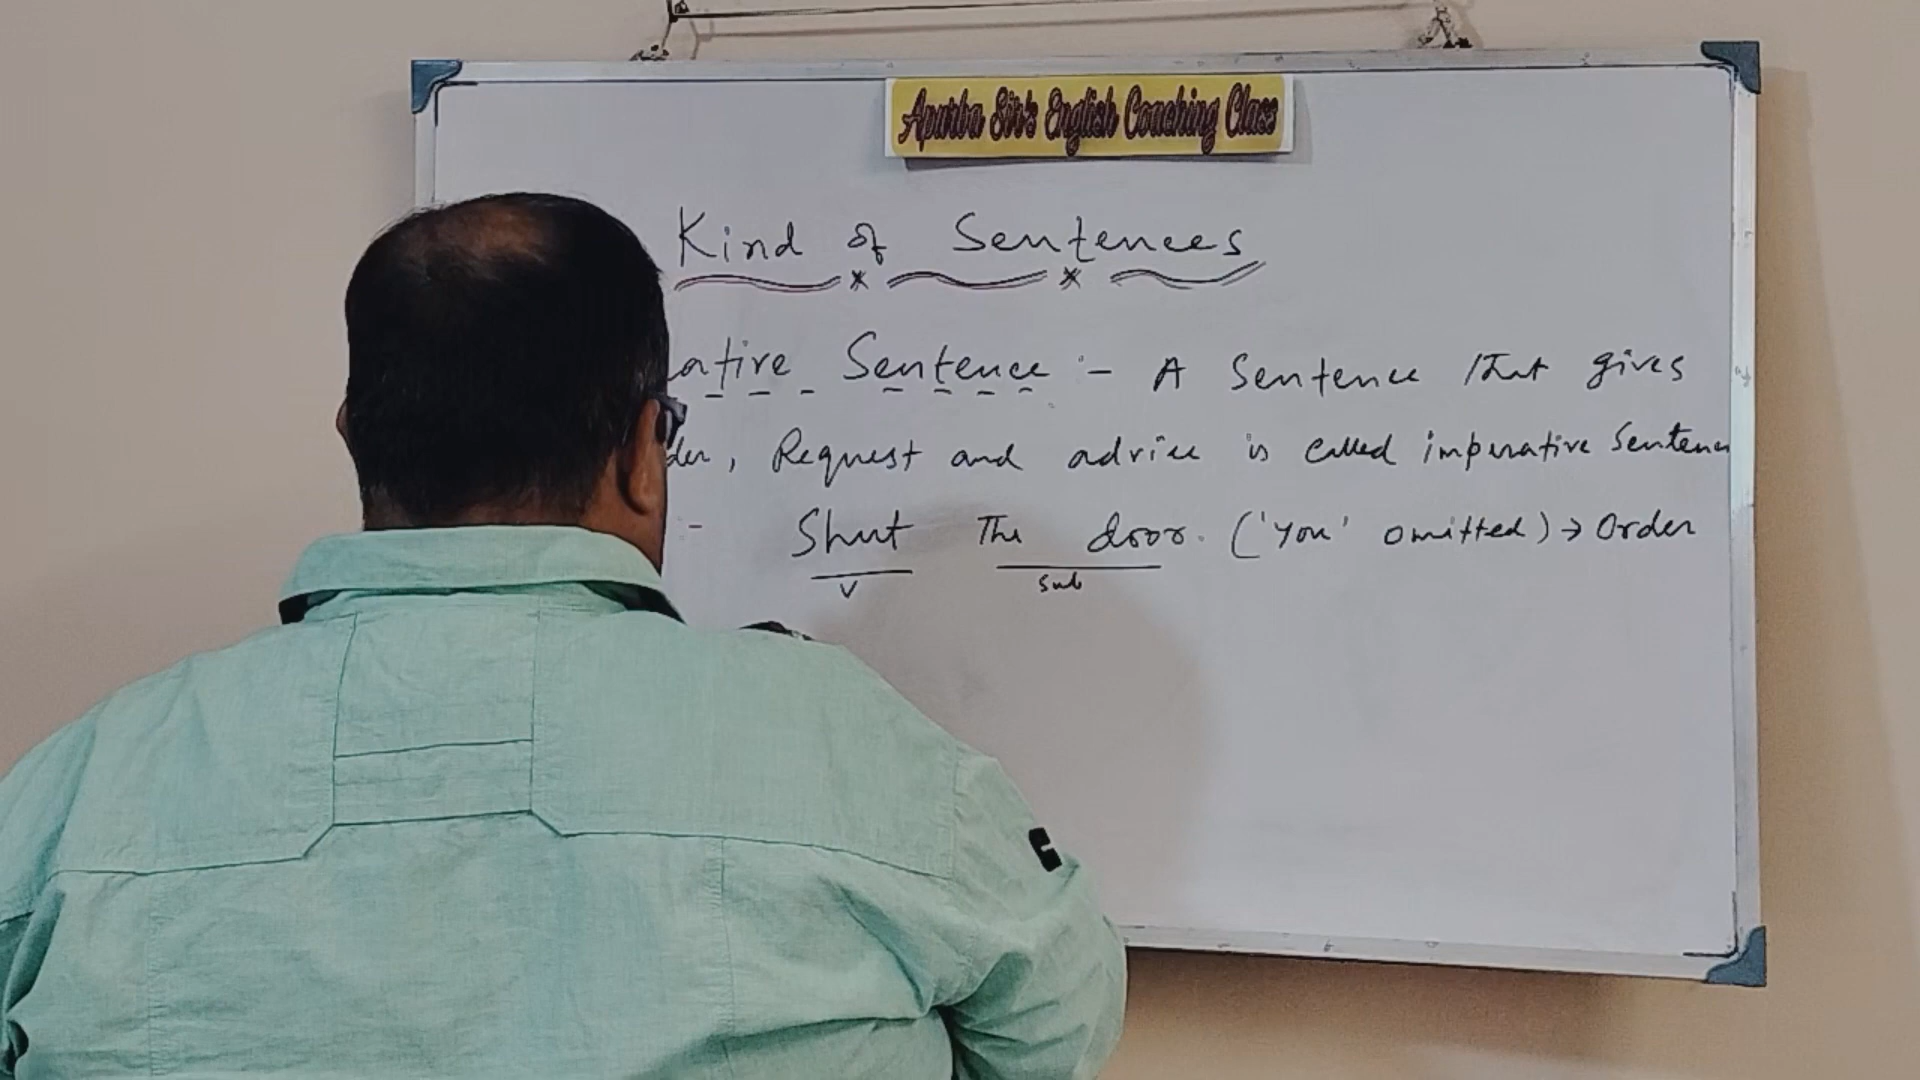 Apurba Sir's English Coaching Class
Kind of Sentences
ative Sentence :- A Sentence that gives
der, Request and advice is called imperative Sentence
- Shut The door. ('You' omitted) → Order
V Sub